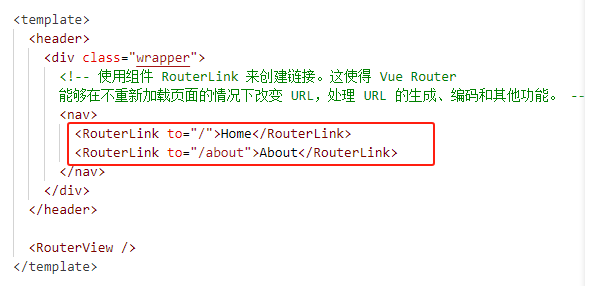 <template>
<header>
<div class="wrapper">
<!-- 使用组件 RouterLink 来创建链接。这使得 Vue Router
能够在不重新加载页面的情况下改变 URL，处理 URL 的生成、编码和其他功能。 --
<nav>
<RouterLink to="/">Home</RouterLink>
<RouterLink to="/about">About</RouterLink>
</nav>
</div>
</header>
<RouterView />
</template>